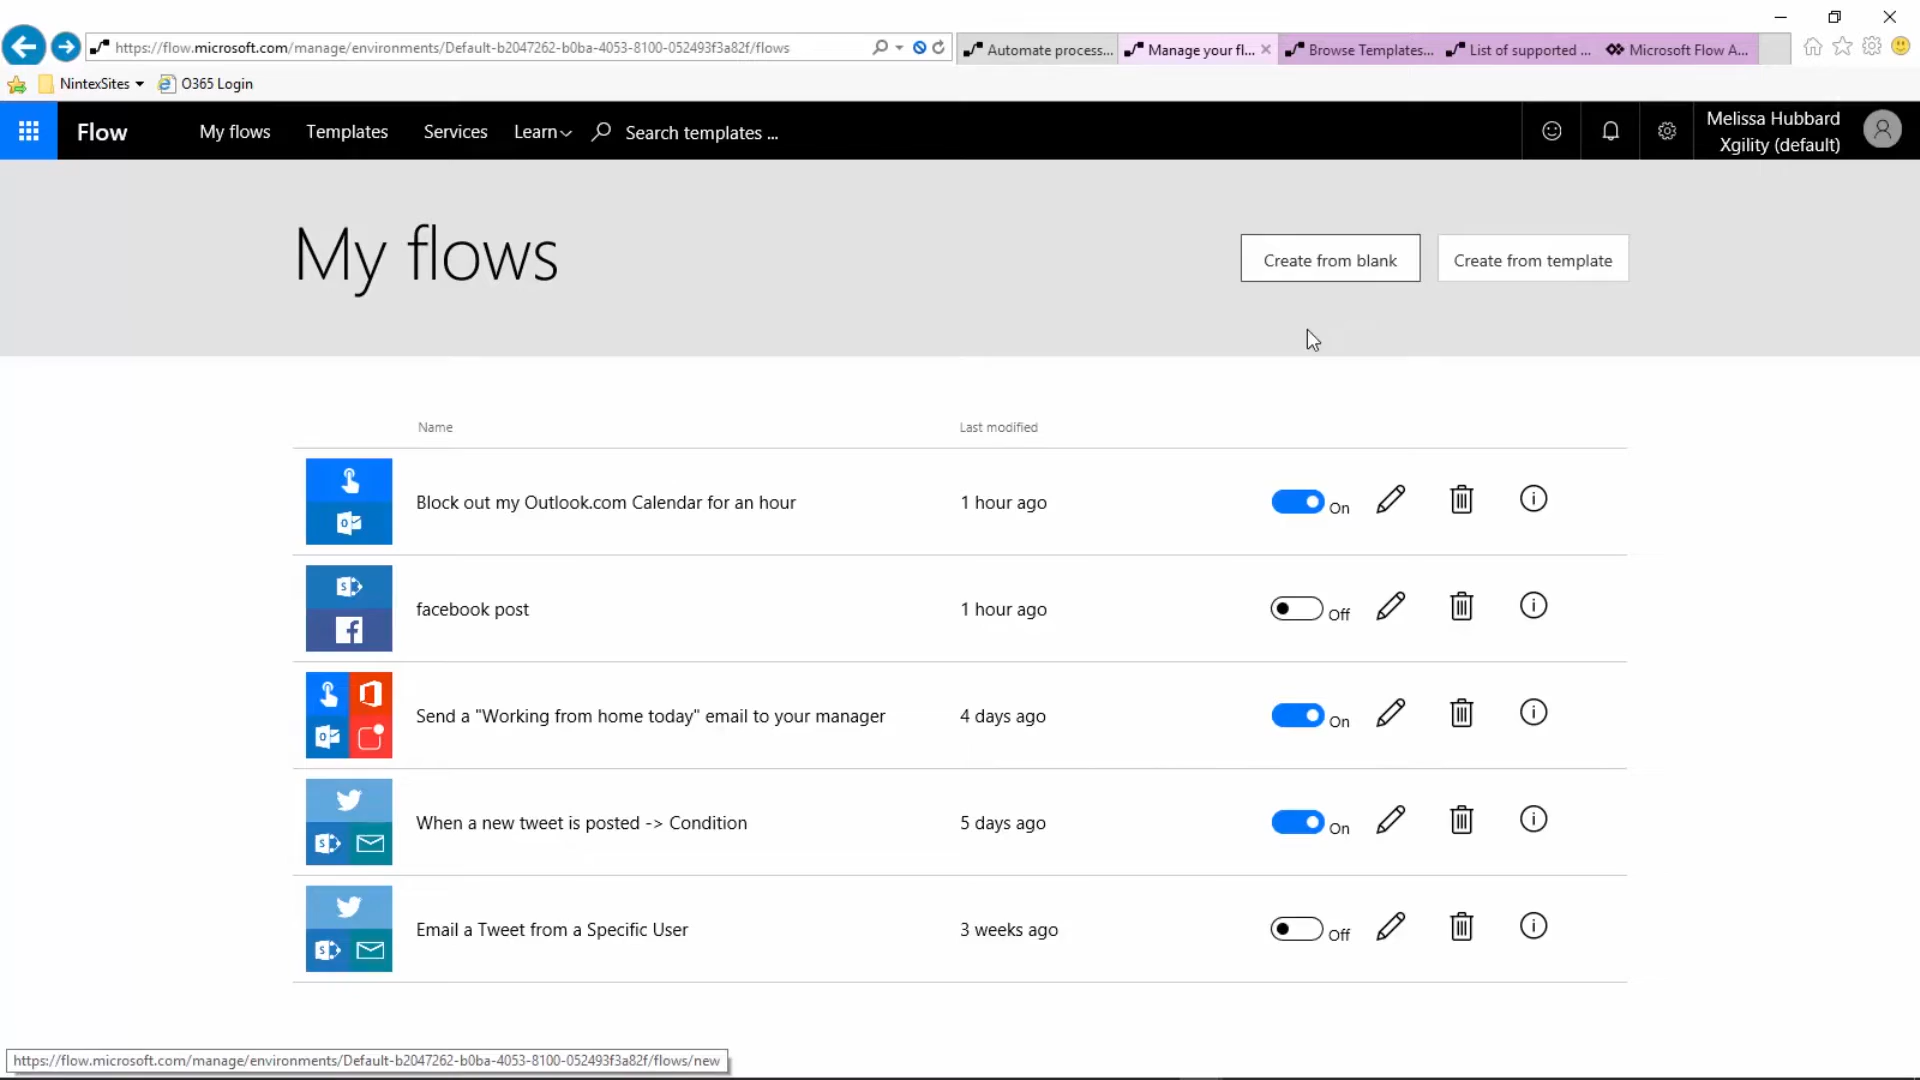 https://flow.microsoft.com/manage/environments/Default-b2047262-b0ba-4053-8100-052493f3a82f/flows
Automate process...
Manage your fl...
Browse Templates...
List of supported ...
Microsoft Flow A...
NintexSites
O365 Login
Flow
My flows
Templates
Services
Learn
Search templates ...
Melissa Hubbard
Xgility (default)
My flows
Create from blank
Create from template
Name
Last modified
Block out my Outlook.com Calendar for an hour
1 hour ago
On
facebook post
1 hour ago
Off
Send a "Working from home today" email to your manager
4 days ago
On
When a new tweet is posted -> Condition
5 days ago
On
Email a Tweet from a Specific User
3 weeks ago
Off
https://flow.microsoft.com/manage/environments/Default-b2047262-b0ba-4053-8100-052493f3a82f/flows/new